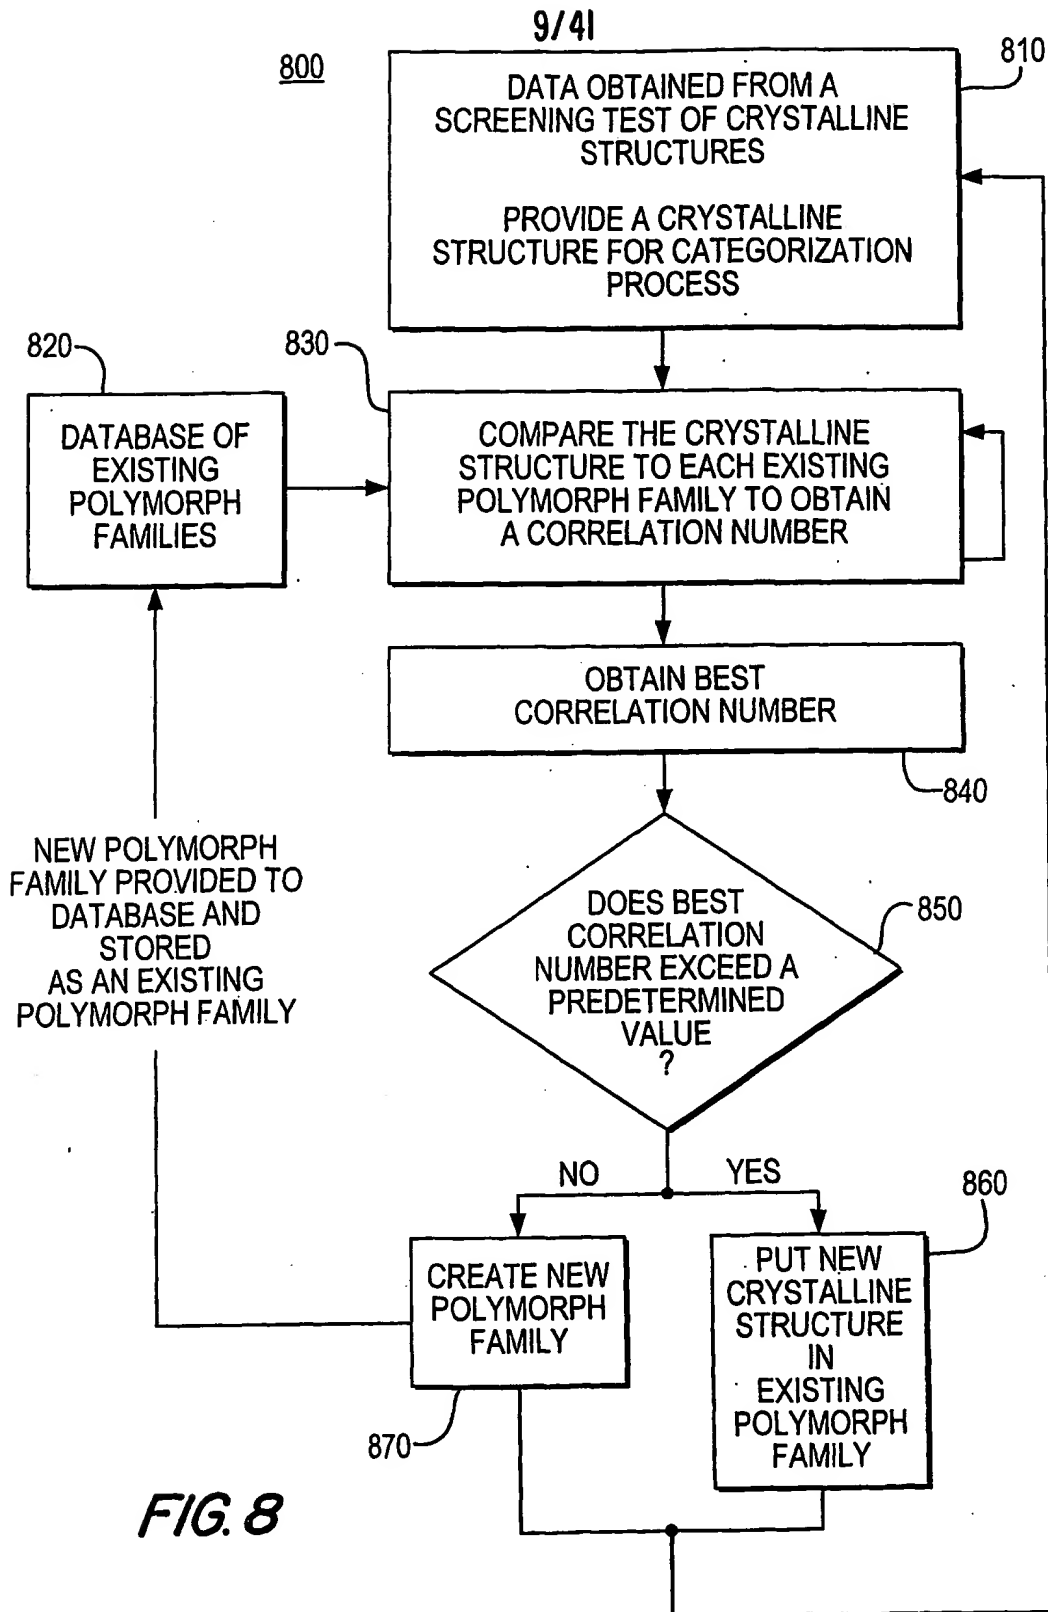 9/41
800
810
DATA OBTAINED FROM A
SCREENING TEST OF CRYSTALLINE
STRUCTURES
PROVIDE A CRYSTALLINE
STRUCTURE FOR CATEGORIZATION
PROCESS
820
830
DATABASE OF
EXISTING
POLYMORPH
FAMILIES
COMPARE THE CRYSTALLINE
STRUCTURE TO EACH EXISTING
POLYMORPH FAMILY TO OBTAIN
A CORRELATION NUMBER
OBTAIN BEST
CORRELATION NUMBER
840
NEW POLYMORPH
FAMILY PROVIDED TO
DATABASE AND
STORED
AS AN EXISTING
POLYMORPH FAMILY
DOES BEST
CORRELATION
NUMBER EXCEED A
PREDETERMINED
VALUE
?
850
NO
YES
860
CREATE NEW
POLYMORPH
FAMILY
870
PUT NEW
CRYSTALLINE
STRUCTURE
IN
EXISTING
POLYMORPH
FAMILY
FIG. 8